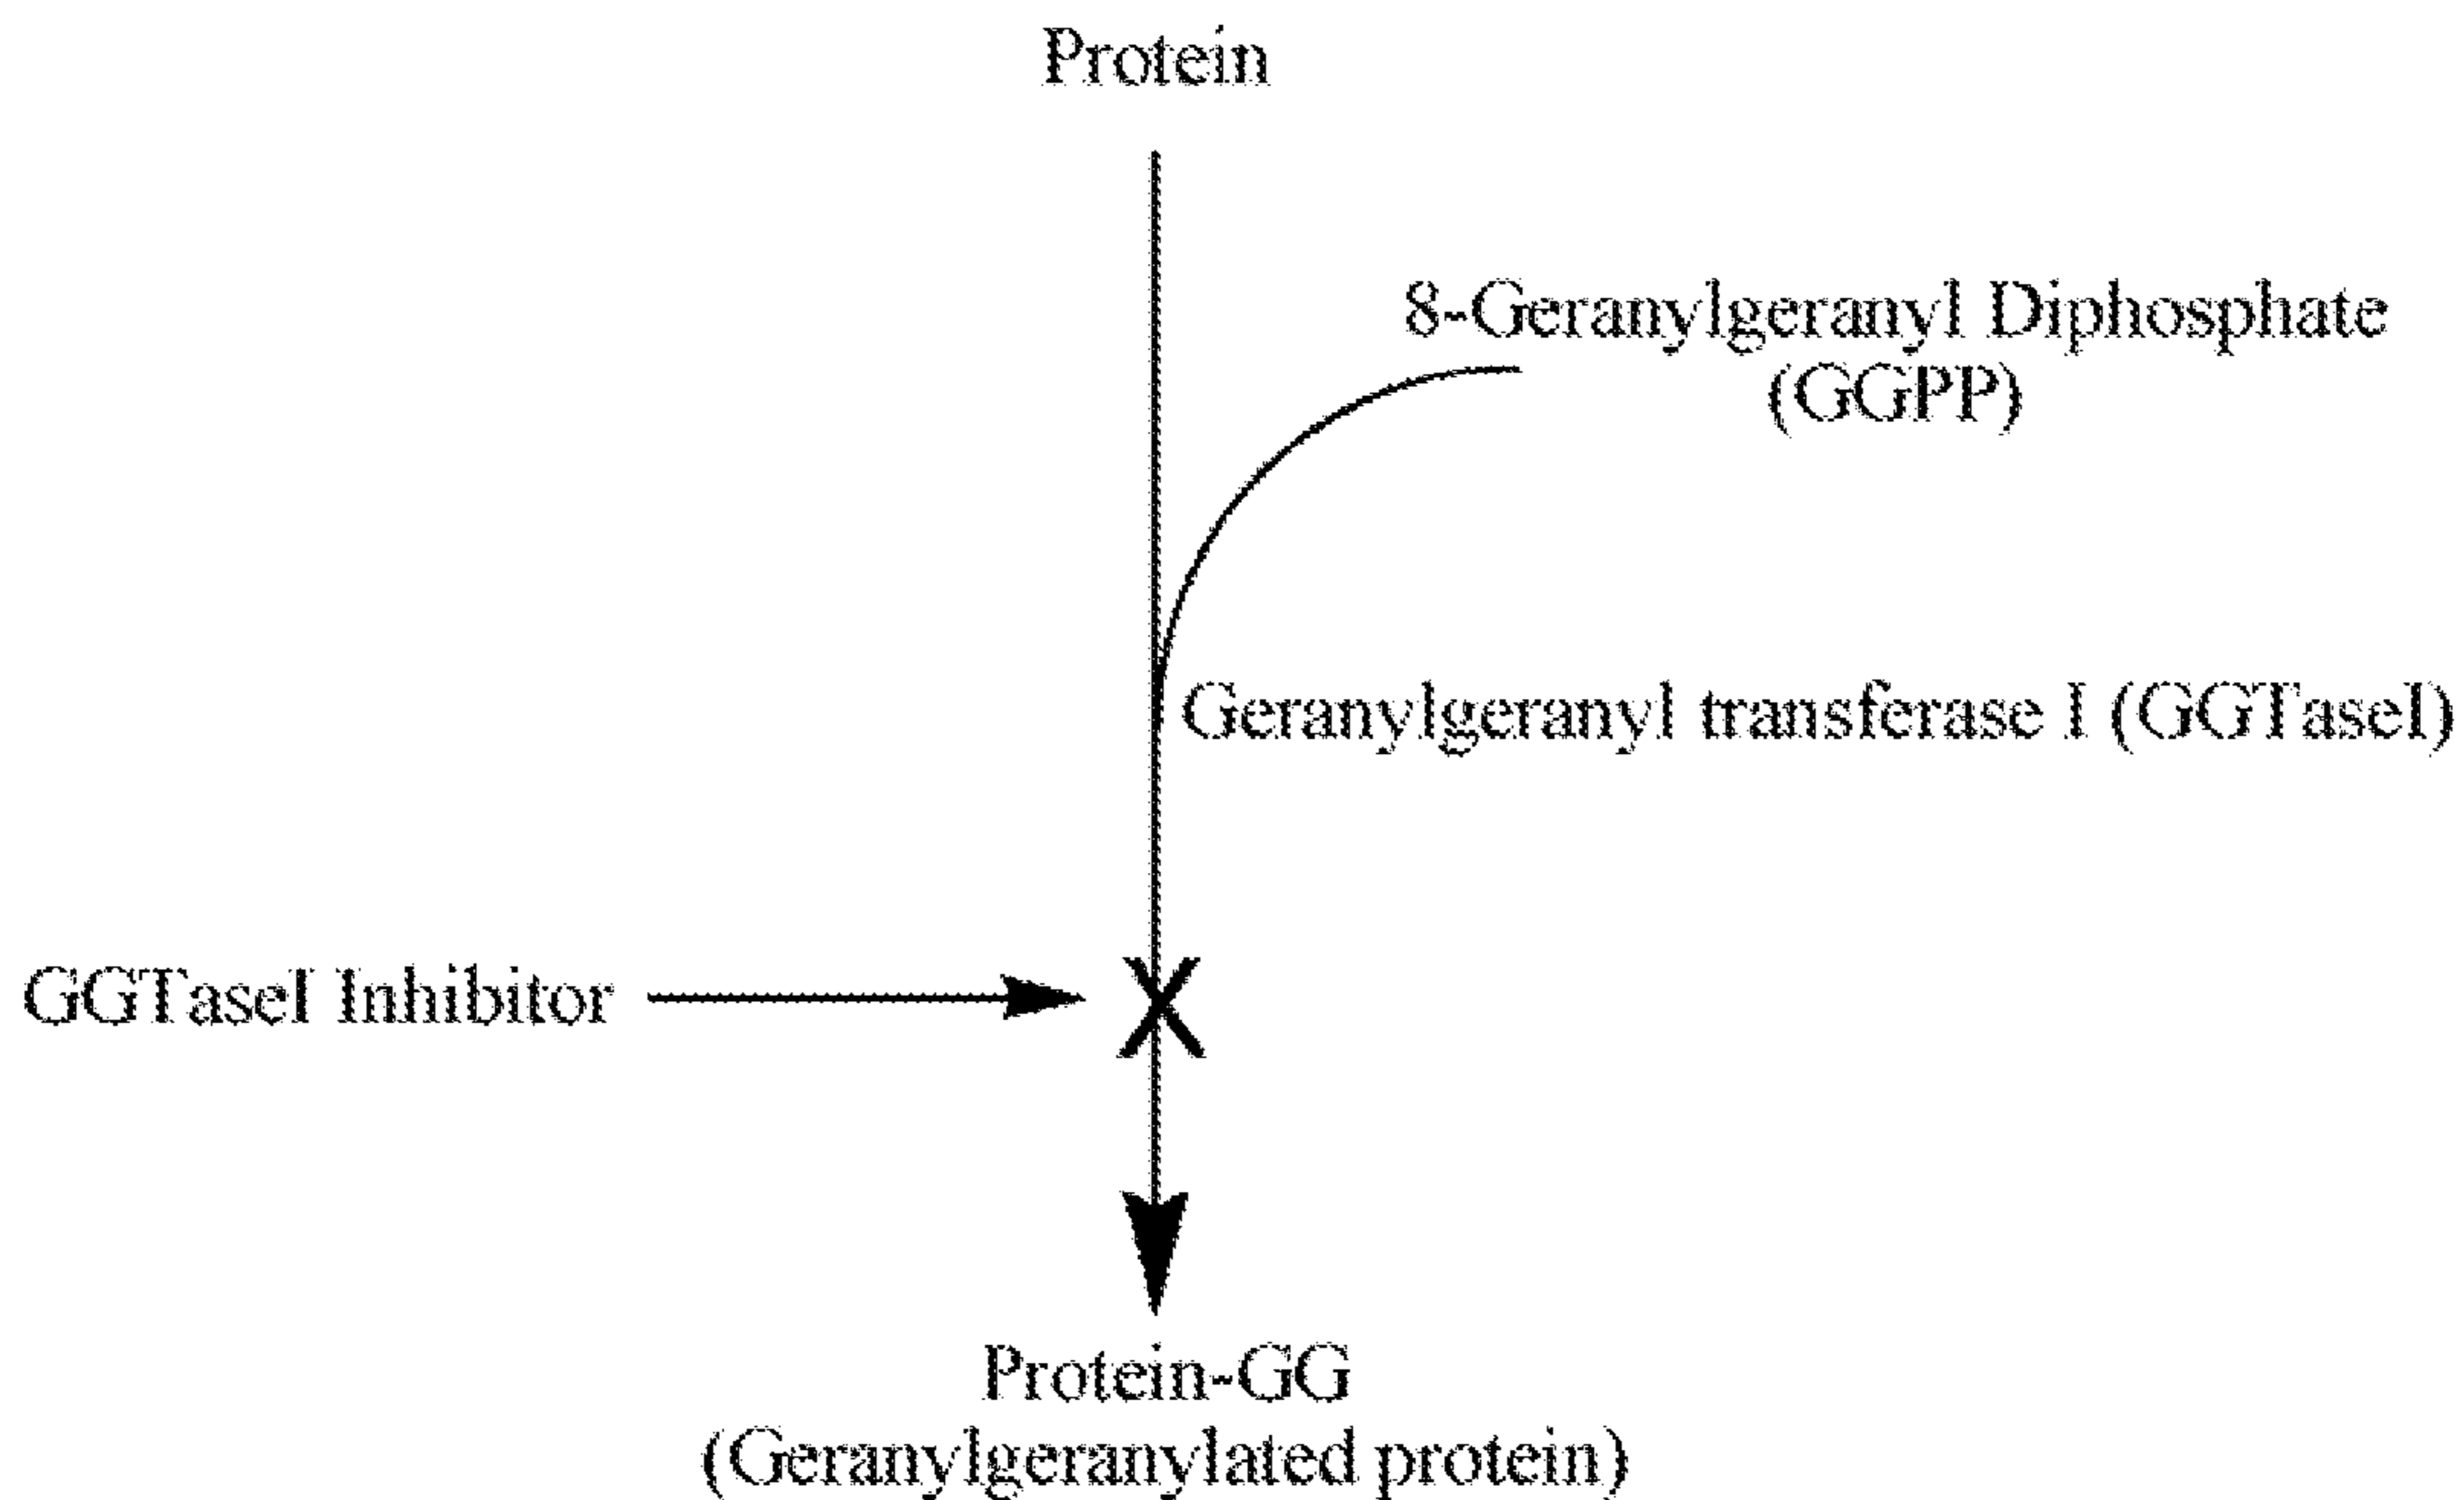 Protein
8-Geranylgeranyl Diphosphate
(GGPP)
Geranylgeranyl transferase I (GGTaseI)
GGTaseI Inhibitor
X
Protein-GG
(Geranylgeranylated protein)